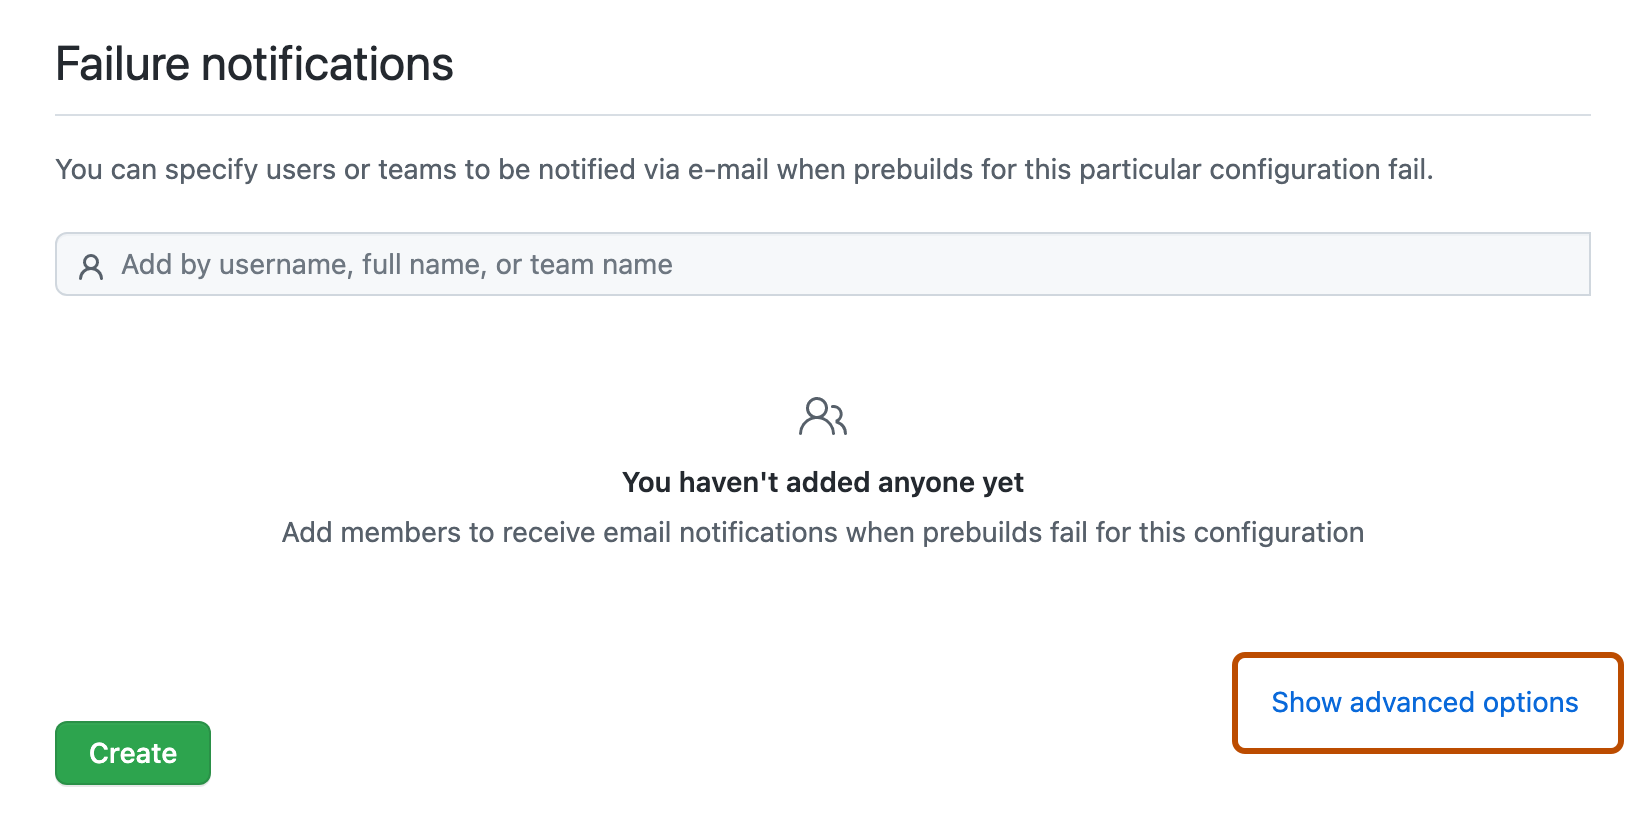 Failure notifications
You can specify users or teams to be notified via e-mail when prebuilds for this particular configuration fail.
Add by username, full name, or team name
You haven't added anyone yet
Add members to receive email notifications when prebuilds fail for this configuration
Show advanced options
Create